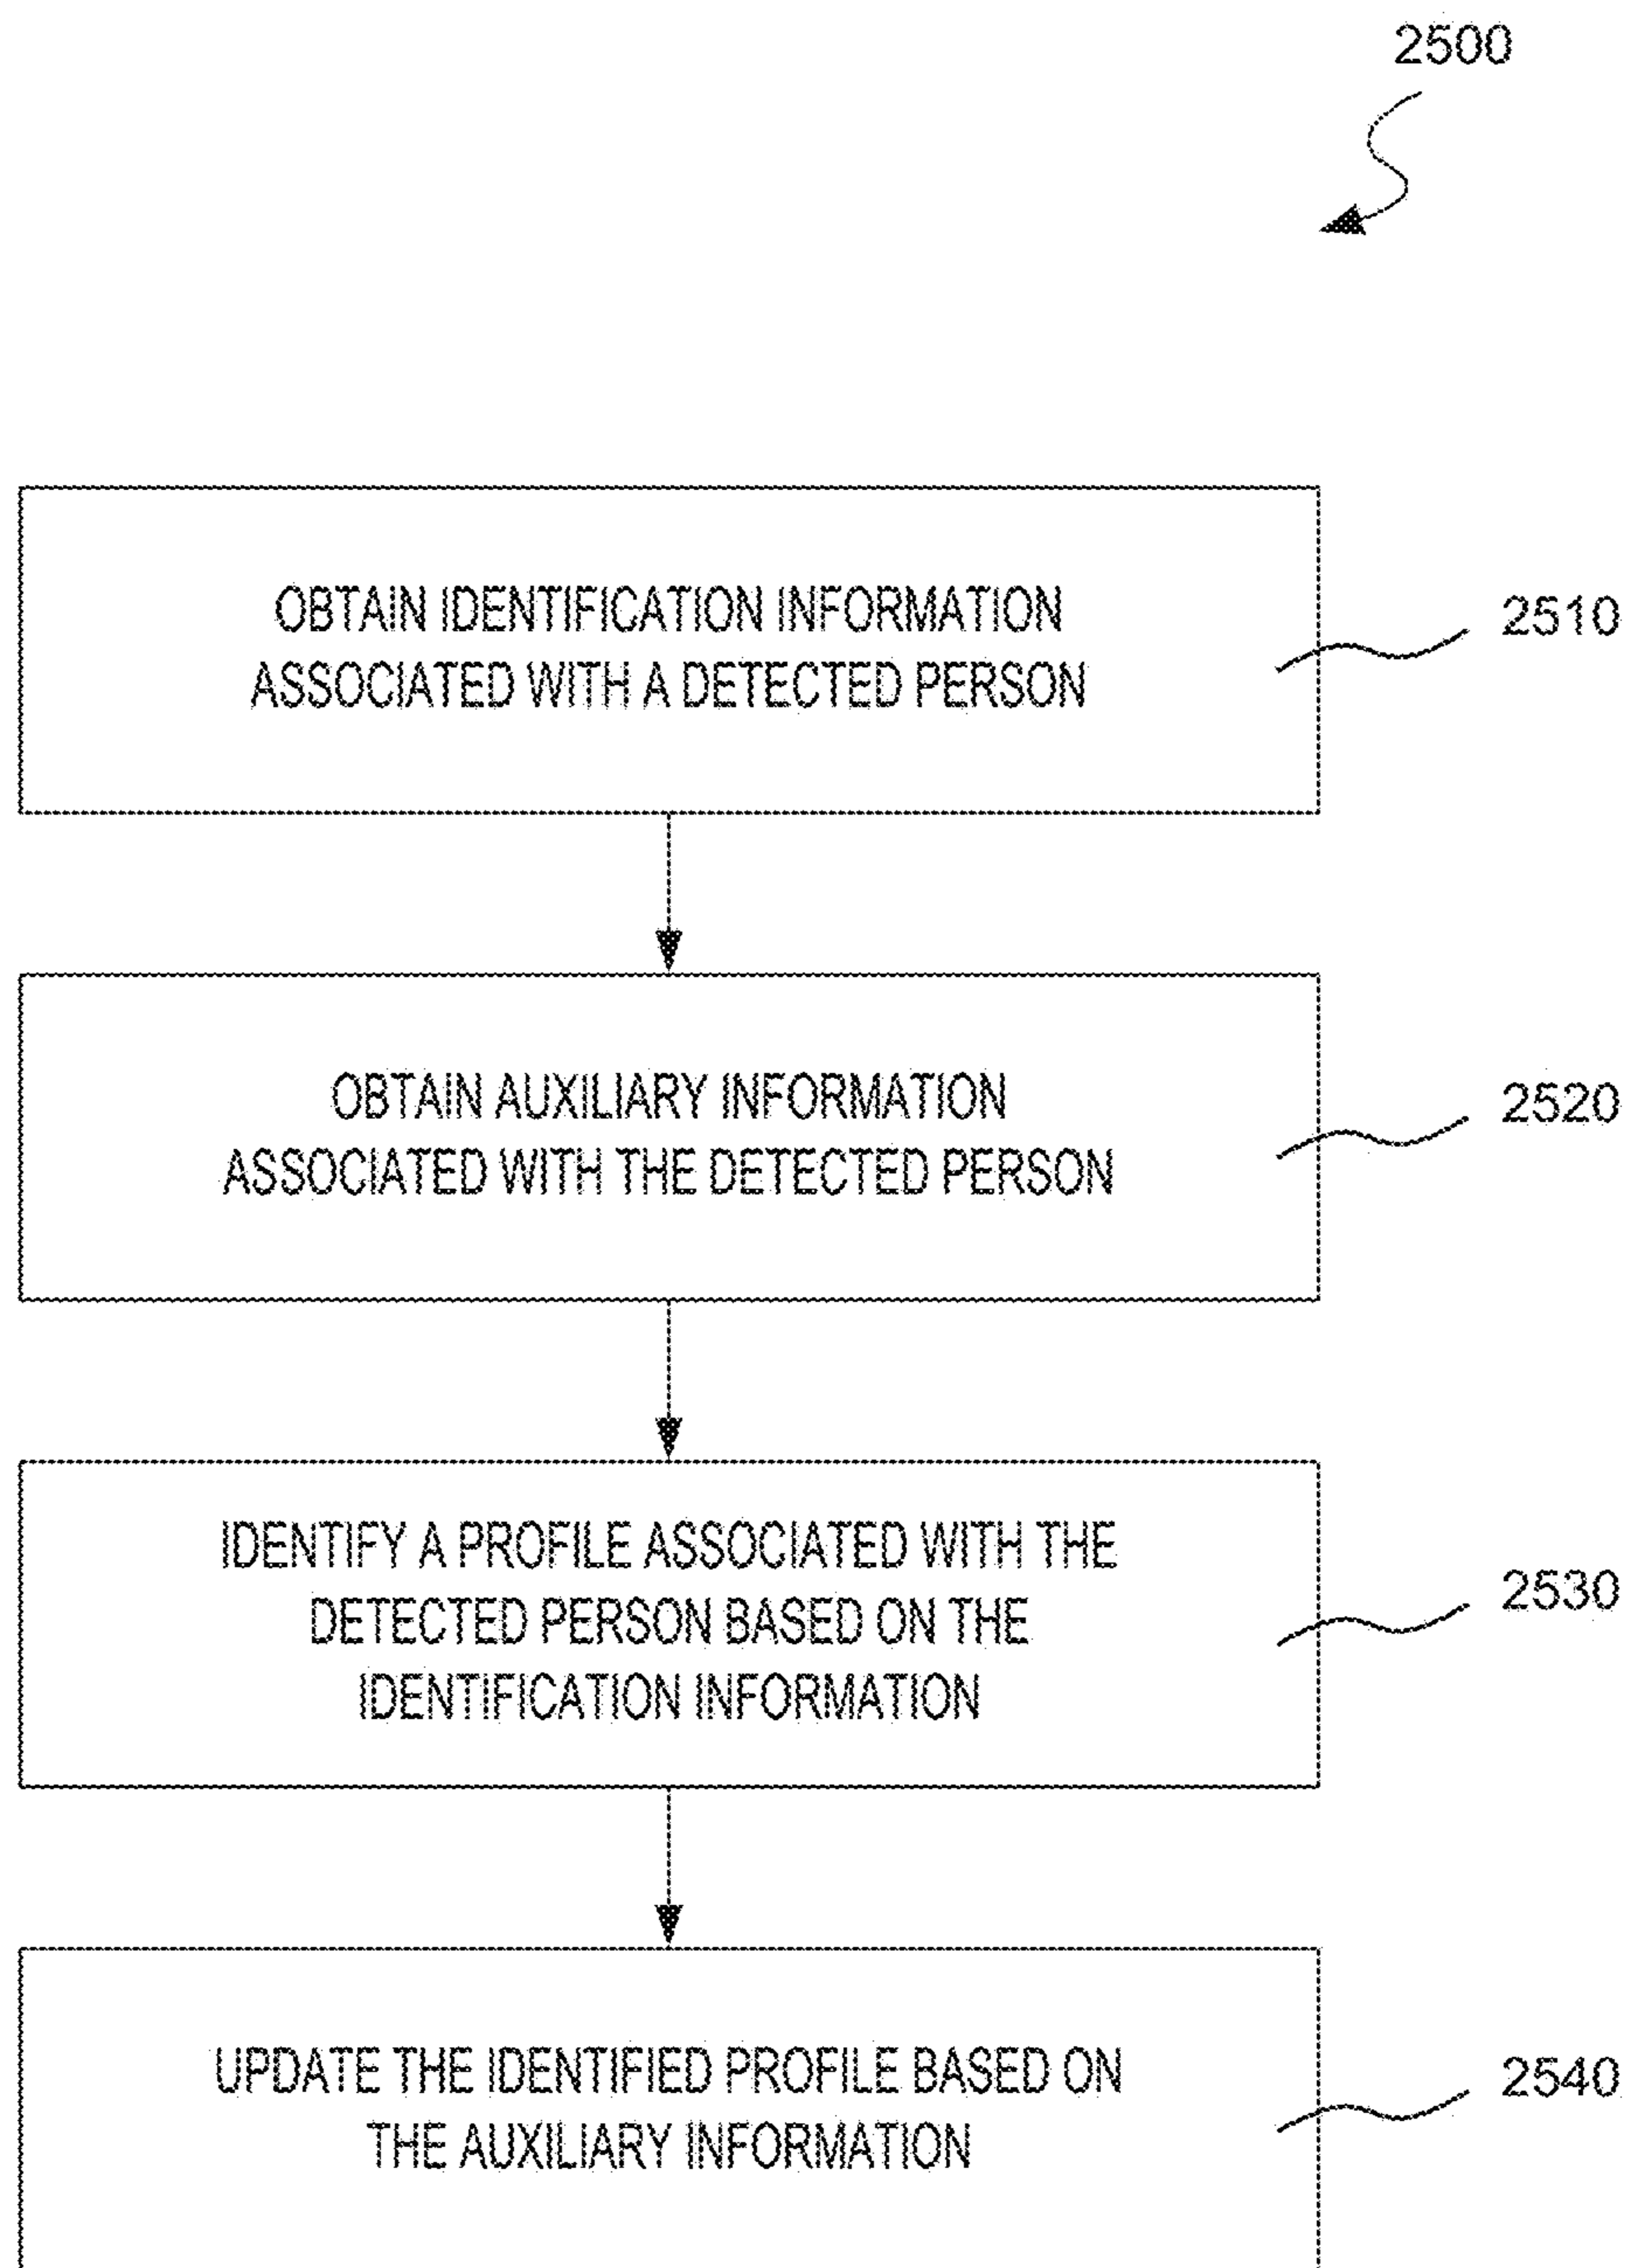 2500
OBTAIN IDENTIFICATION INFORMATION
ASSOCIATED WITH A DETECTED PERSON
2510
OBTAIN AUXILIARY INFORMATION
ASSOCIATED WITH THE DETECTED PERSON
2520
IDENTIFY A PROFILE ASSOCIATED WITH THE
DETECTED PERSON BASED ON THE
IDENTIFICATION INFORMATION
2530
UPDATE THE IDENTIFIED PROFILE BASED ON
THE AUXILIARY INFORMATION
2540